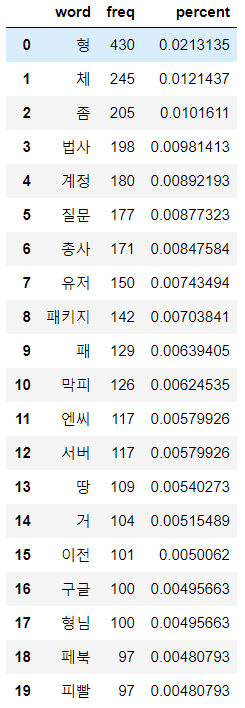 word freq percent
0 형 430 0.0213135
1 체 245 0.0121437
2 좀 205 0.0101611
3 법사 198 0.00981413
4 계정 180 0.00892193
5 질문 177 0.00877323
6 총사 171 0.00847584
7 유저 150 0.00743494
8 패키지 142 0.00703841
9 패 129 0.00639405
10 막피 126 0.00624535
11 엔씨 117 0.00579926
12 서버 117 0.00579926
13 땅 109 0.00540273
14 거 104 0.00515489
15 이전 101 0.0050062
16 구글 100 0.00495663
17 형님 100 0.00495663
18 페북 97 0.00480793
19 피빨 97 0.00480793